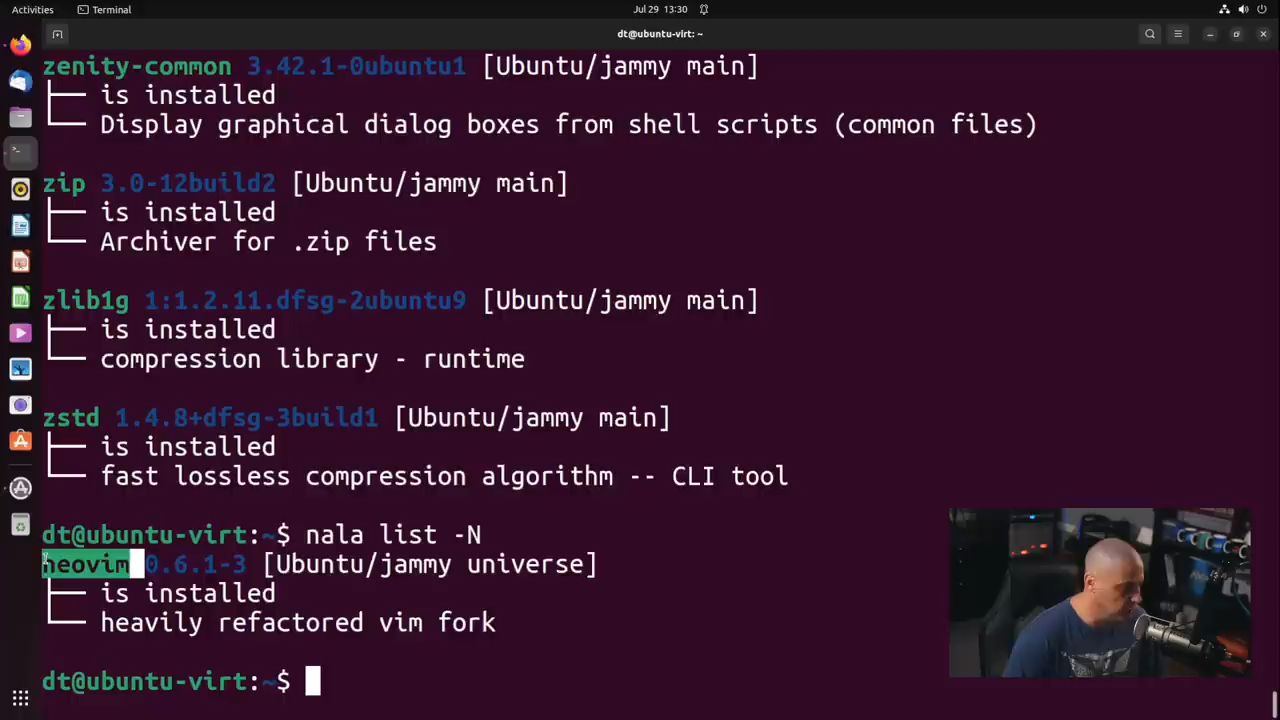 Activities Terminal Jul 29 13:30
dt@ubuntu-virt: ~
zenity-common 3.42.1-0ubuntu1 [Ubuntu/jammy main]
├── is installed
└── Display graphical dialog boxes from shell scripts (common files)
zip 3.0-12build2 [Ubuntu/jammy main]
├── is installed
└── Archiver for .zip files
zlib1g 1:1.2.11.dfsg-2ubuntu9 [Ubuntu/jammy main]
├── is installed
└── compression library - runtime
zstd 1.4.8+dfsg-3build1 [Ubuntu/jammy main]
├── is installed
└── fast lossless compression algorithm -- CLI tool
dt@ubuntu-virt:~$ nala list -N
neovim 0.6.1-3 [Ubuntu/jammy universe]
├── is installed
└── heavily refactored vim fork
dt@ubuntu-virt:~$